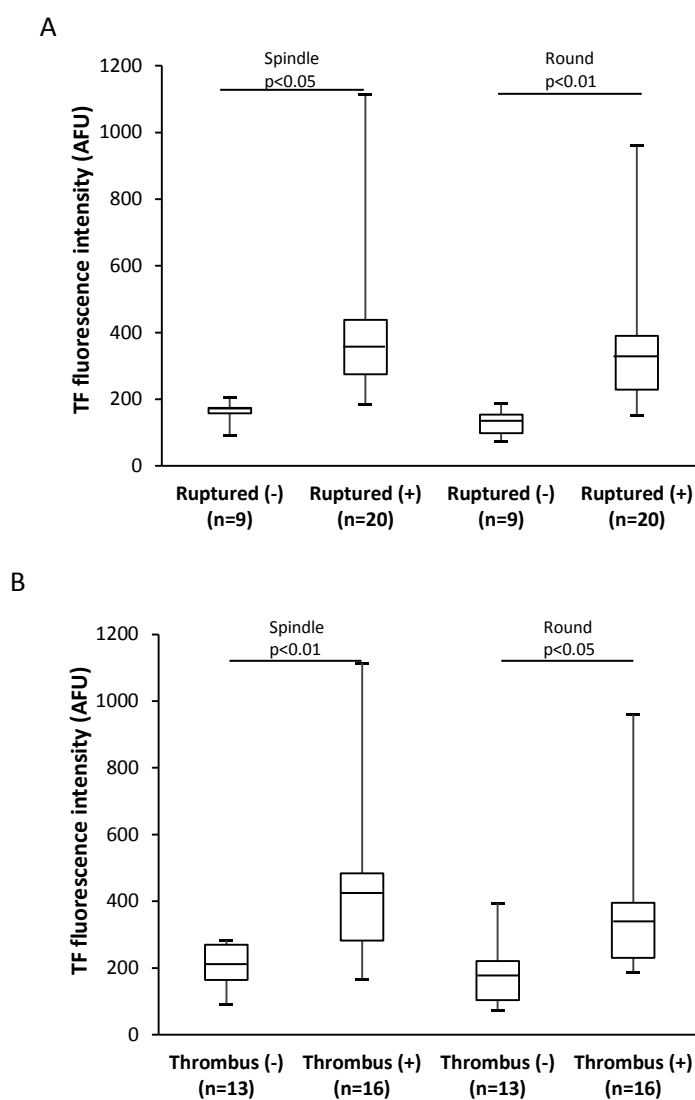 A
Spindle
p<0.05
Round
p<0.01
TF fluorescence intensity (AFU)
1200
1000
800
600
400
200
0
Ruptured (-)
(n=9)
Ruptured (+)
(n=20)
Ruptured (-)
(n=9)
Ruptured (+)
(n=20)
B
Spindle
p<0.01
Round
p<0.05
TF fluorescence intensity (AFU)
1200
1000
800
600
400
200
0
Thrombus (-)
(n=13)
Thrombus (+)
(n=16)
Thrombus (-)
(n=13)
Thrombus (+)
(n=16)